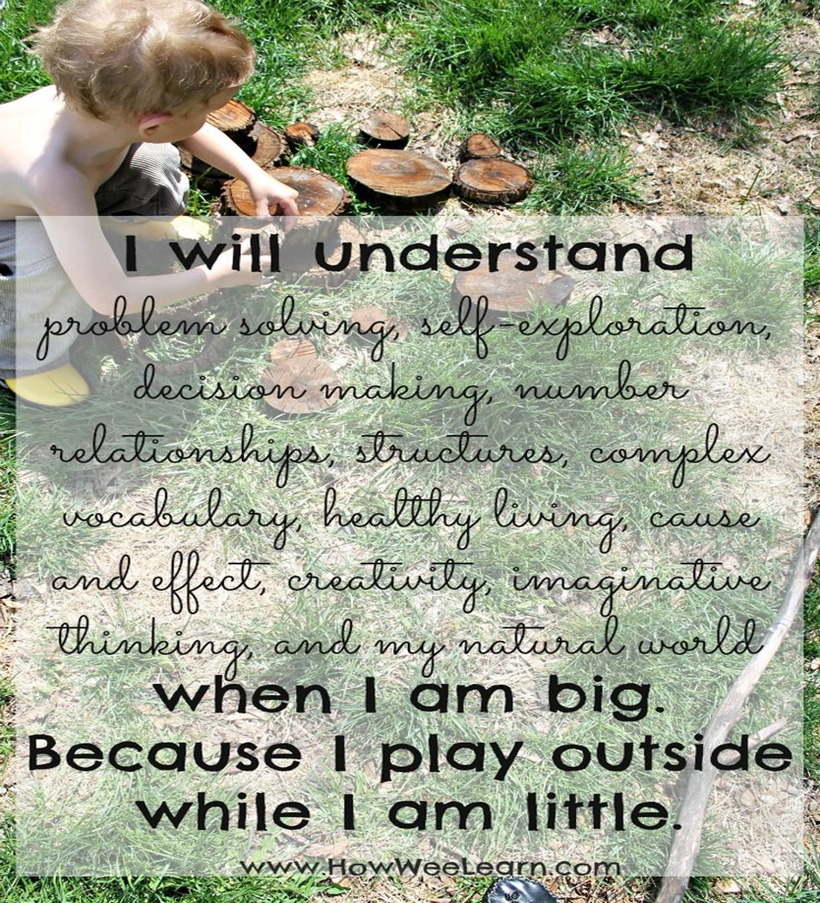 I will understand
problem solving, self-exploration,
decision making, number
relationships, structures, complex
vocabulary, healthy living, cause
and effect, creativity, imaginative
thinking, and my natural world
when I am big.
Because I play outside
while I am little.
www.HowWeeLearn.com